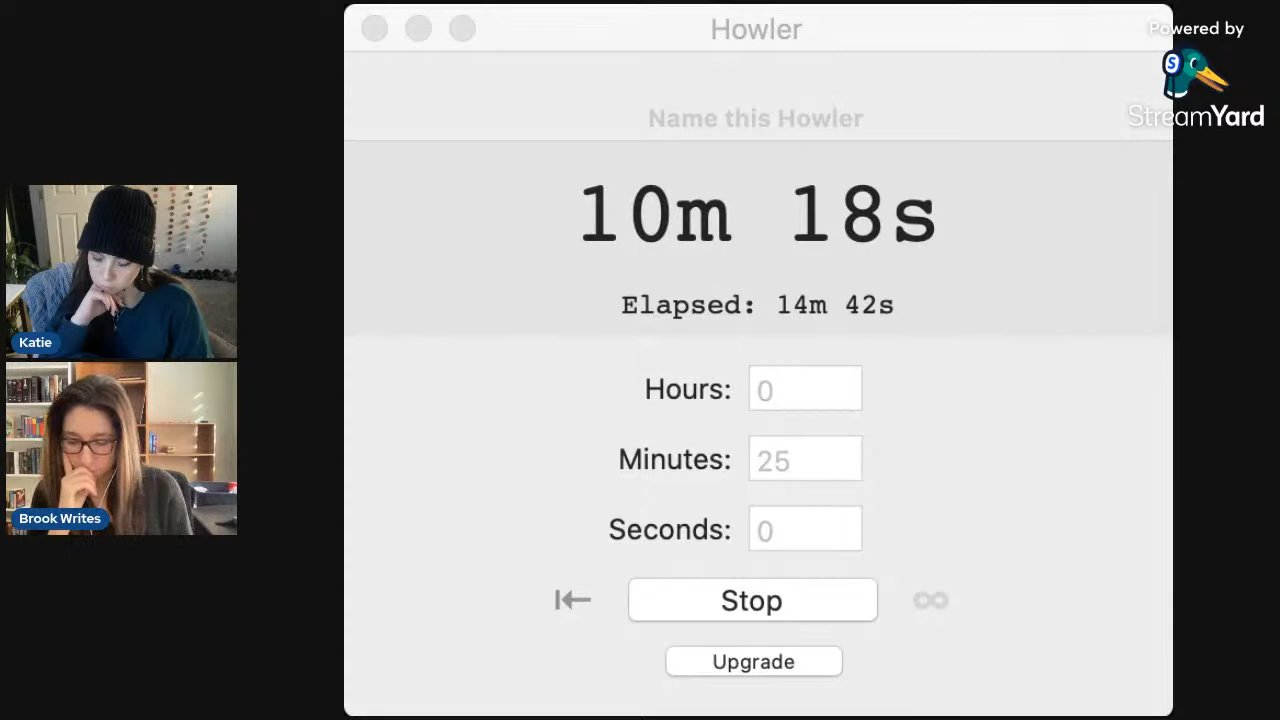 Howler
Powered by
S
StreamYard
Name this Howler
10m 18s
Elapsed: 14m 42s
Katie
Brook Writes
Hours: 0
Minutes: 25
Seconds: 0
Stop
Upgrade